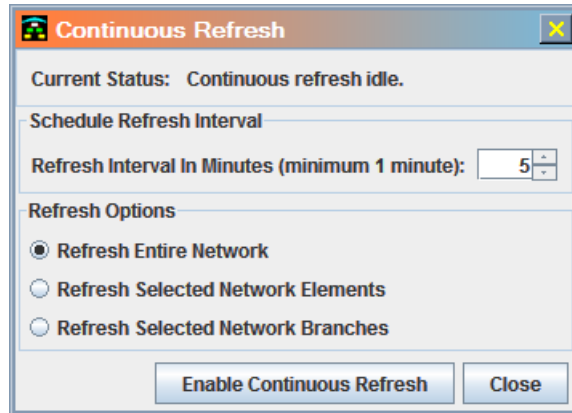 Continuous Refresh
Current Status: Continuous refresh idle.
Schedule Refresh Interval
Refresh Interval In Minutes (minimum 1 minute): 5
Refresh Options
Refresh Entire Network
Refresh Selected Network Elements
Refresh Selected Network Branches
Enable Continuous Refresh Close